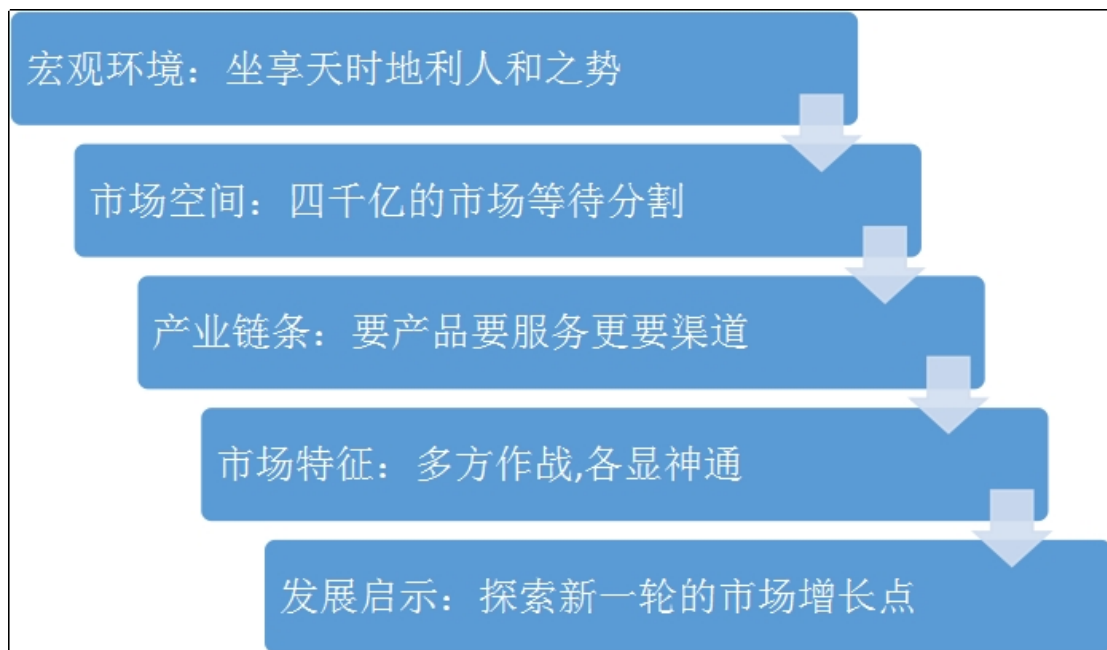 宏观环境：坐享天时地利人和之势
市场空间：四千亿的市场等待分割
产业链条：要产品要服务更要渠道
市场特征：多方作战,各显神通
发展启示：探索新一轮的市场增长点